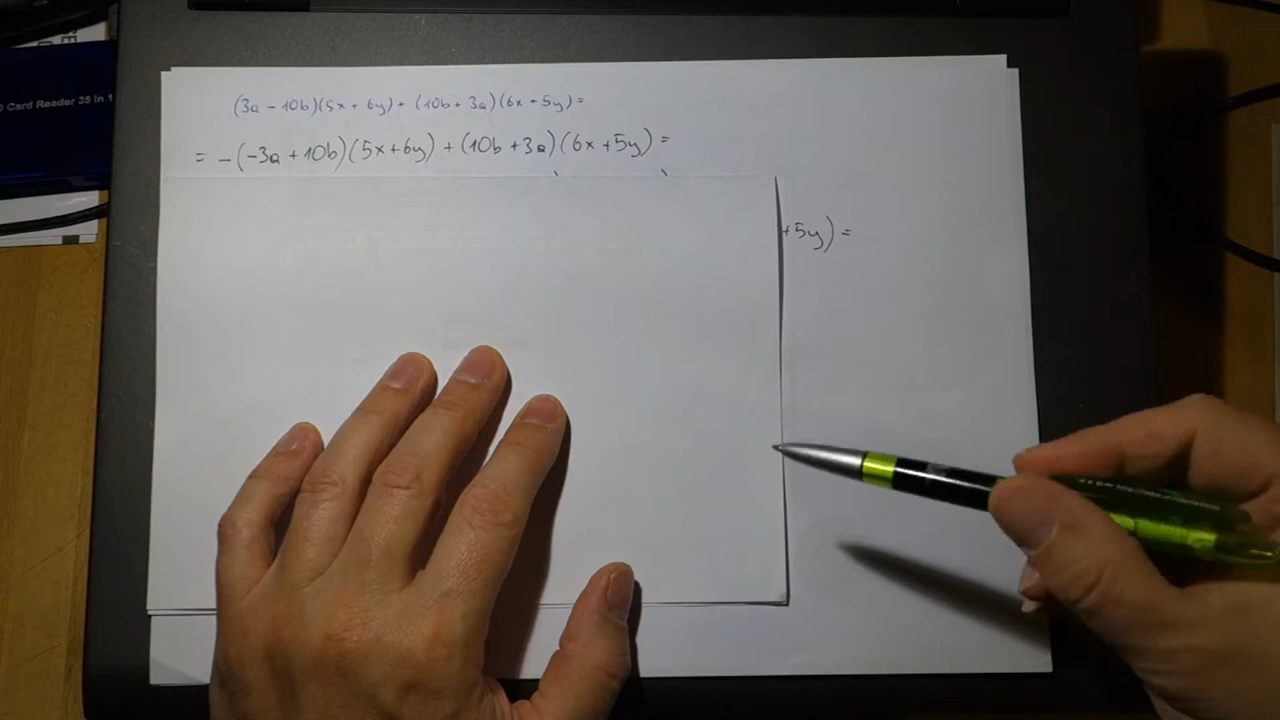 Card Reader 35 in 1
(3a - 10b)(5x + 6y) + (10b + 3a)(6x + 5y) =
= -(-3a + 10b)(5x + 6y) + (10b + 3a)(6x + 5y) =
+5y) =